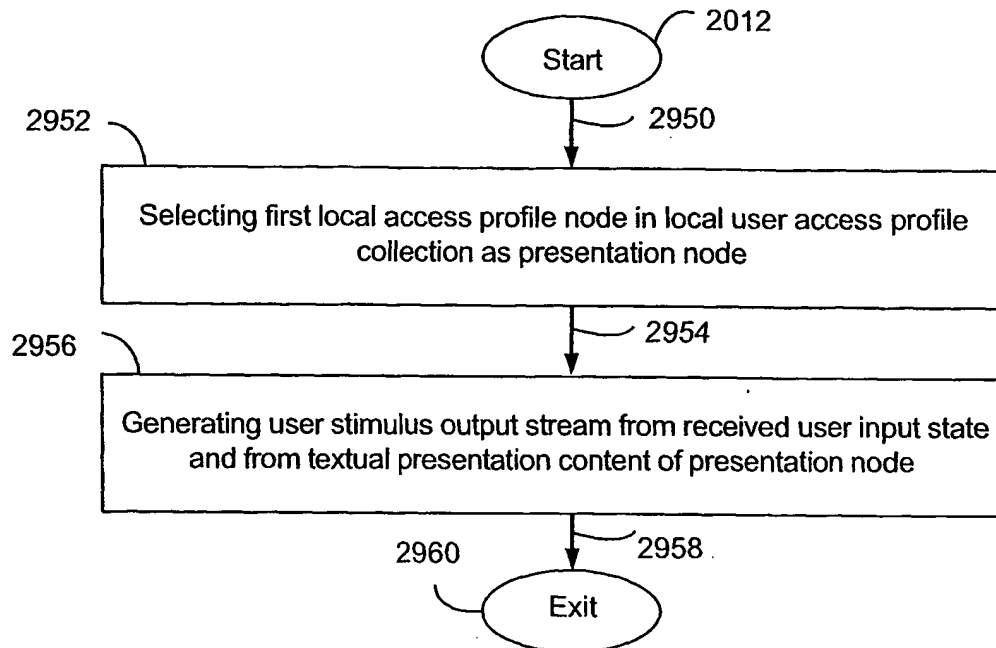 2012
Start
2950
2952
Selecting first local access profile node in local user access profile
collection as presentation node
2954
2956
Generating user stimulus output stream from received user input state
and from textual presentation content of presentation node
2958
2960
Exit